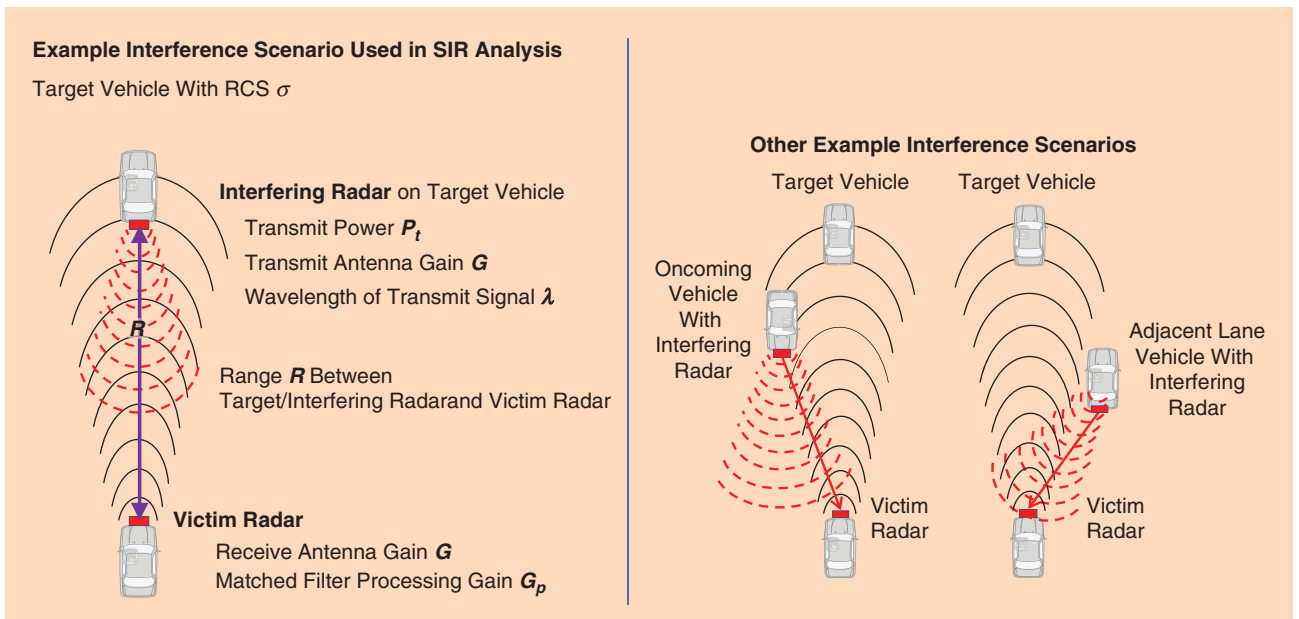 Example Interference Scenario Used in SIR Analysis
Target Vehicle With RCS σ
Interfering Radar on Target Vehicle
Transmit Power Pt
Transmit Antenna Gain G
Wavelength of Transmit Signal λ
R
Range R Between
Target/Interfering Radarand Victim Radar
Victim Radar
Receive Antenna Gain G
Matched Filter Processing Gain Gp
Other Example Interference Scenarios
Target Vehicle
Oncoming
Vehicle
With
Interfering
Radar
Victim
Radar
Target Vehicle
Adjacent Lane
Vehicle With
Interfering
Radar
Victim
Radar